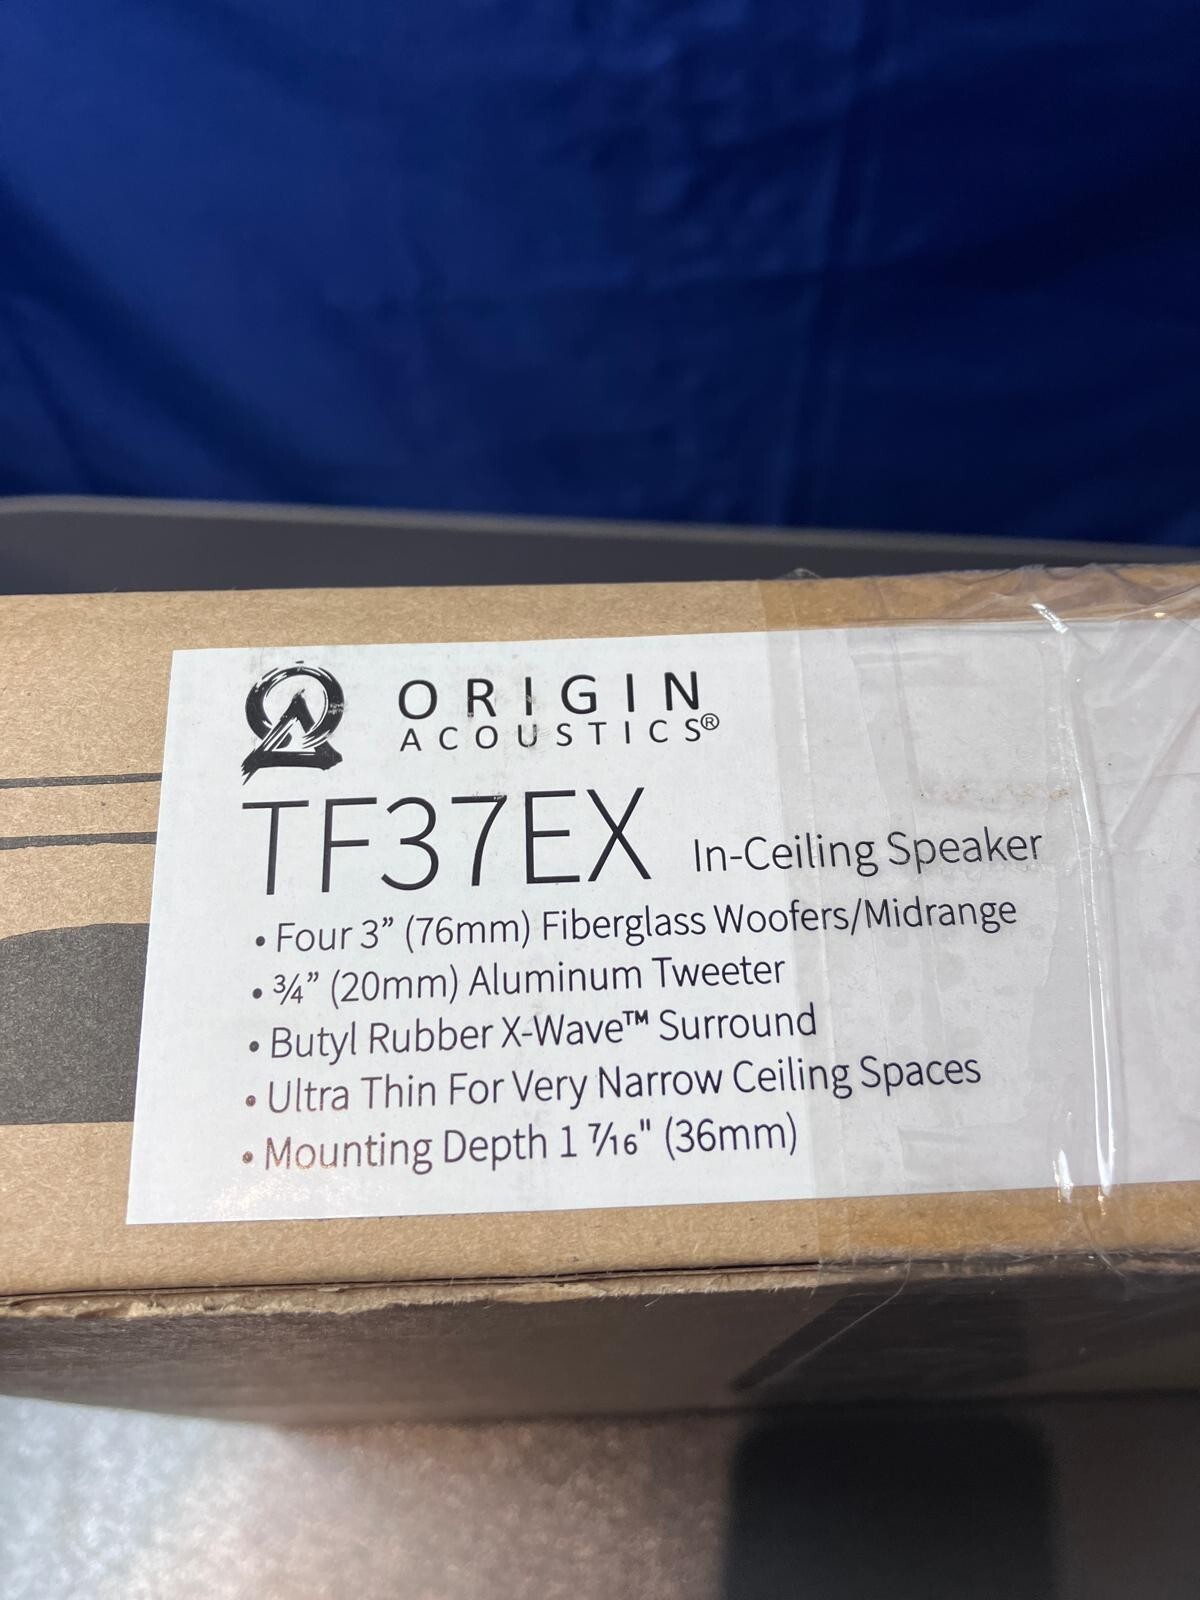 ORIGIN
ACOUSTICS®
TF37EX In-Ceiling Speaker
• Four 3” (76mm) Fiberglass Woofers/Midrange
• ¾” (20mm) Aluminum Tweeter
• Butyl Rubber X-Wave™ Surround
• Ultra Thin For Very Narrow Ceiling Spaces
• Mounting Depth 1 7/16" (36mm)